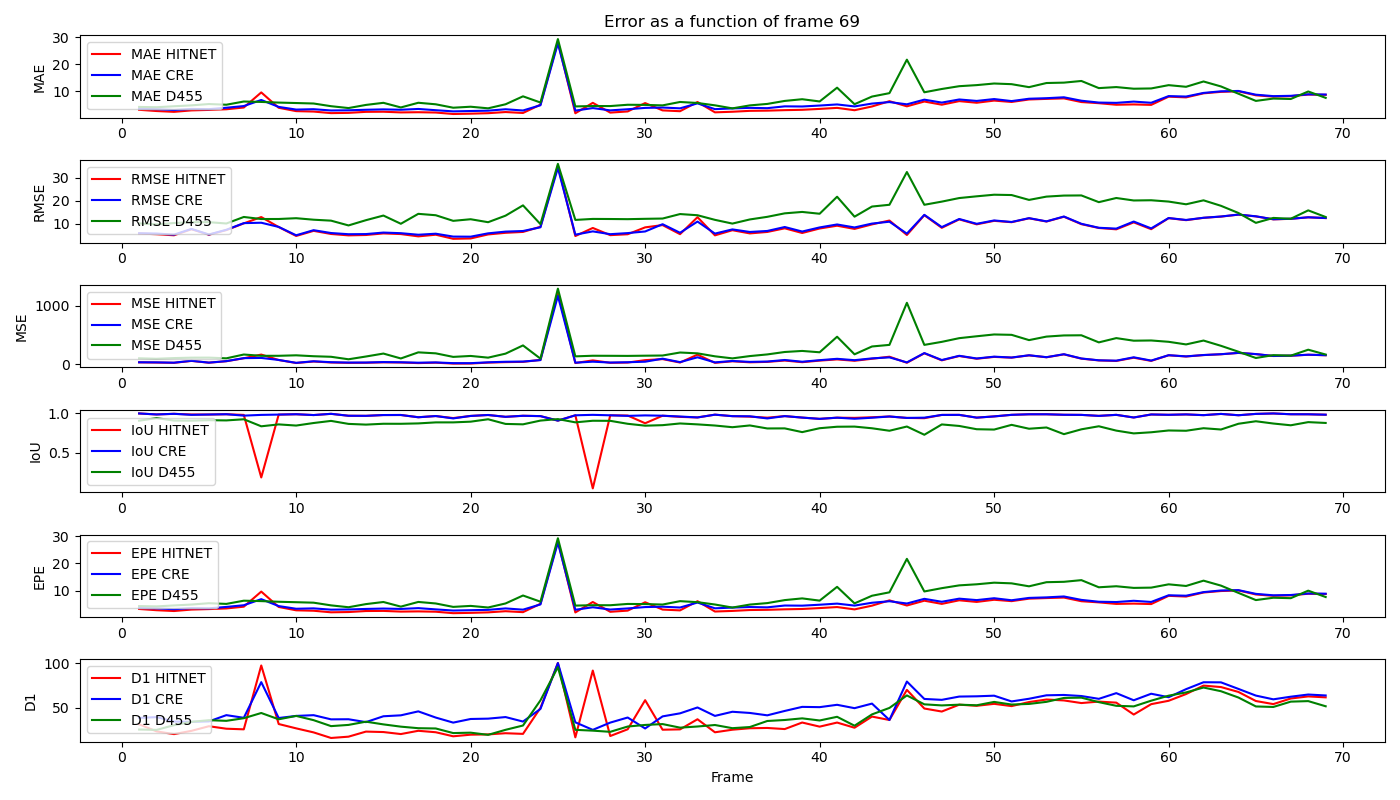 Error as a function of frame 69
MAE
30
20
10
MAE HITNET
MAE CRE
MAE D455
0 10 20 30 40 50 60 70
RMSE
30
20
10
RMSE HITNET
RMSE CRE
RMSE D455
0 10 20 30 40 50 60 70
MSE
1000
0
MSE HITNET
MSE CRE
MSE D455
0 10 20 30 40 50 60 70
IoU
1.0
0.5
IoU HITNET
IoU CRE
IoU D455
0 10 20 30 40 50 60 70
EPE
30
20
10
EPE HITNET
EPE CRE
EPE D455
0 10 20 30 40 50 60 70
D1
100
50
D1 HITNET
D1 CRE
D1 D455
0 10 20 30 40 50 60 70
Frame